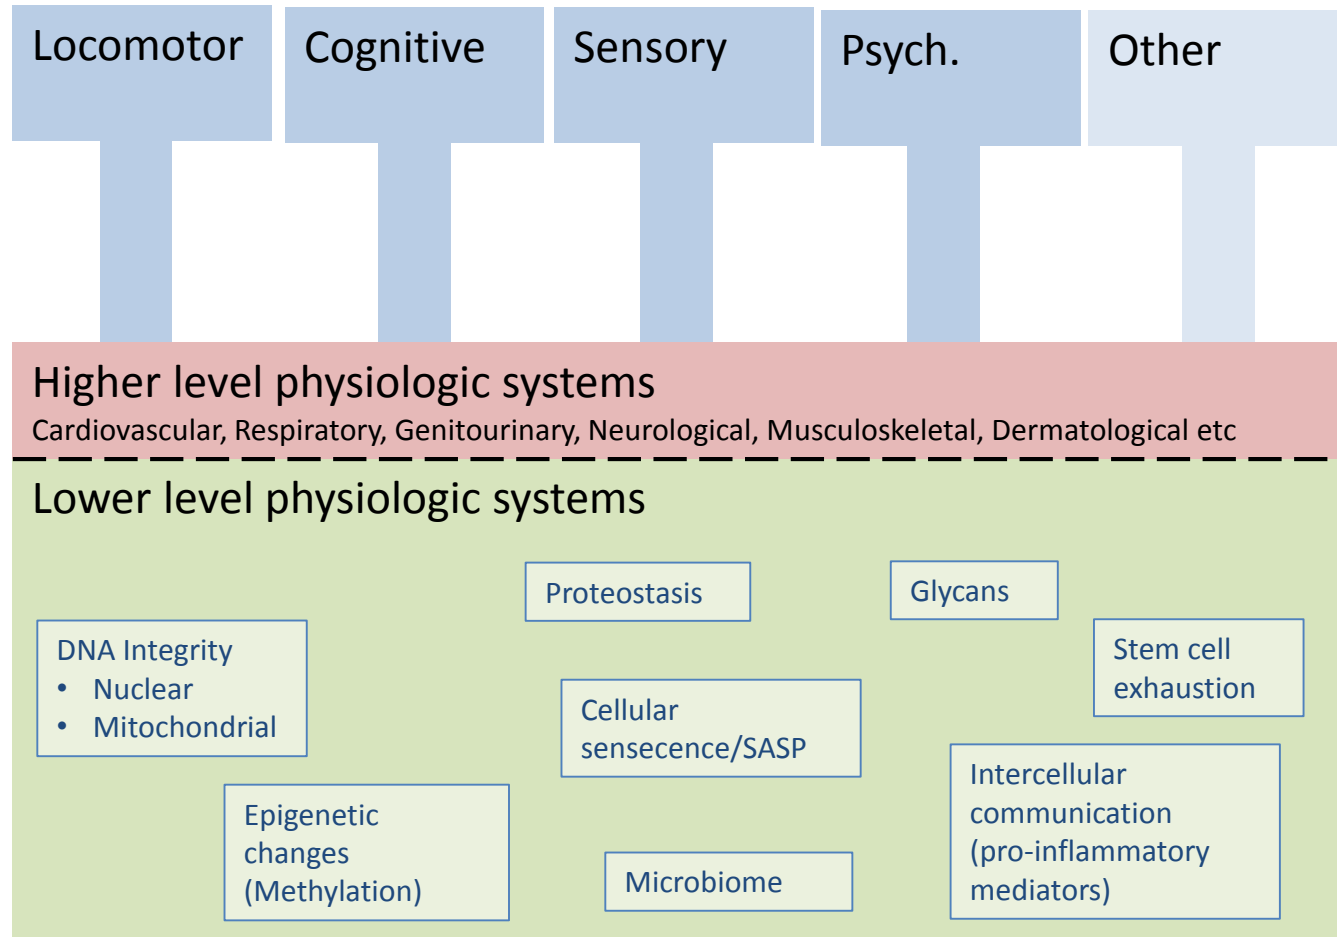 Locomotor
Cognitive
Sensory
Psych.
Other
Higher level physiologic systems
Cardiovascular, Respiratory, Genitourinary, Neurological, Musculoskeletal, Dermatological etc
Lower level physiologic systems
Proteostasis
Glycans
DNA Integrity
• Nuclear
• Mitochondrial
Stem cell
exhaustion
Cellular
sensecence/SASP
Intercellular
communication
(pro-inflammatory
mediators)
Epigenetic
changes
(Methylation)
Microbiome